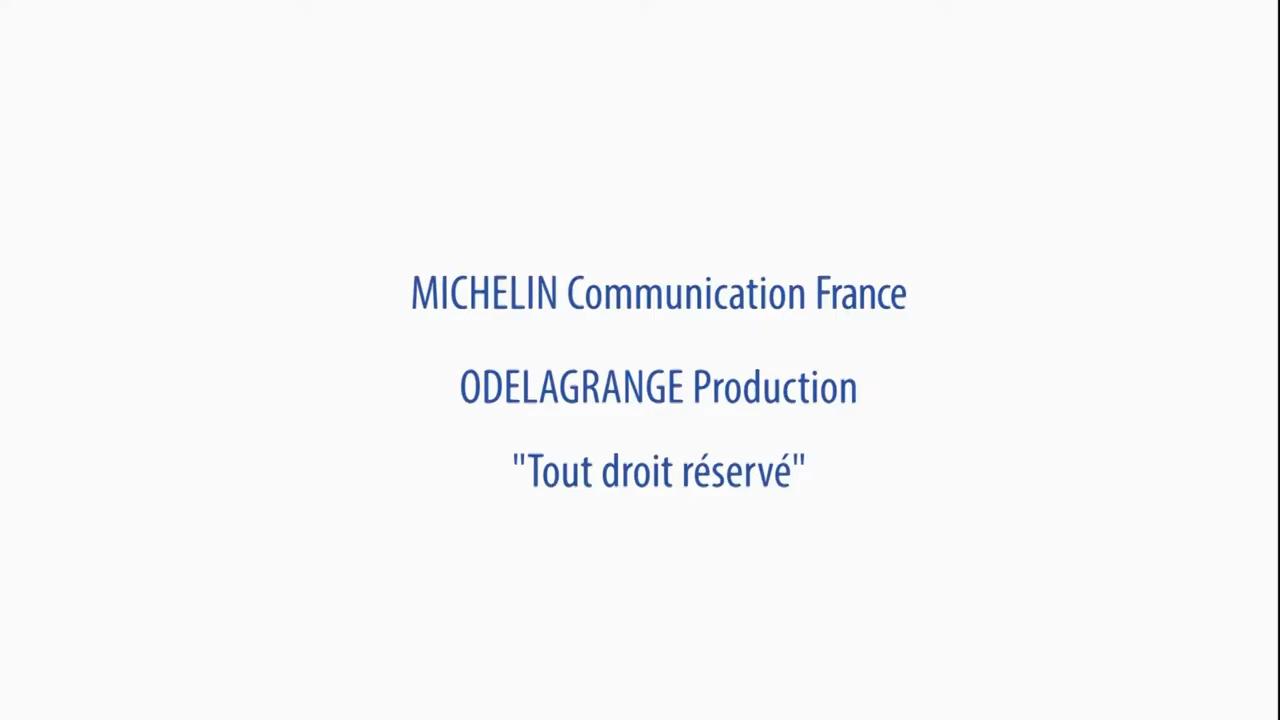 MICHELIN Communication France
ODELAGRANGE Production
"Tout droit réservé"